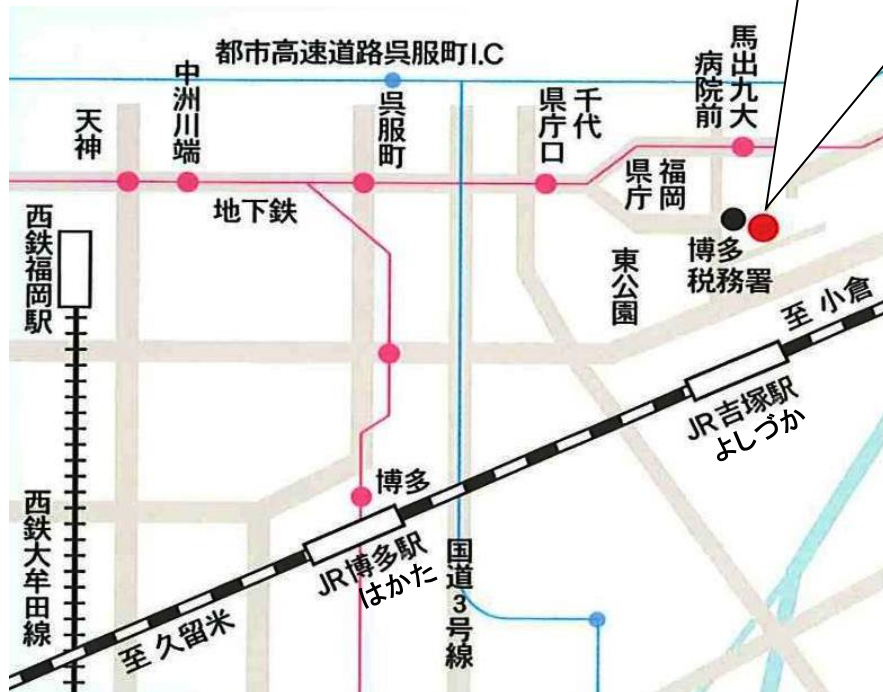 都市高速道路呉服町I.C
天神
中洲川端
呉服町
千代
県庁口
馬出九大
病院前
地下鉄
福岡
県庁
博多
税務署
東公園
西鉄福岡駅
至 小倉
JR吉塚駅
よしづか
博多
JR博多駅
はかた
国道3号線
西鉄大牟田線
至 久留米